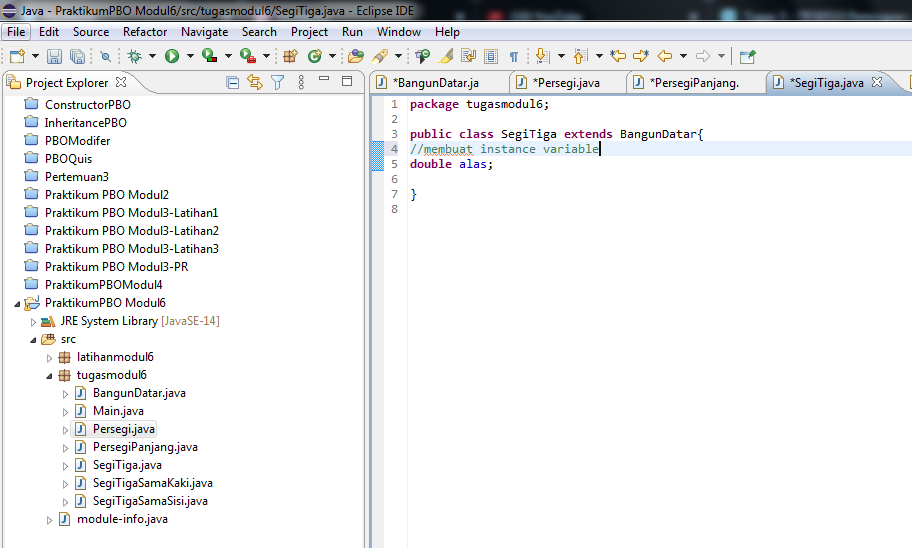 Java - PraktikumPBO Modul6/src/tugasmodul6/SegiTiga.java - Eclipse IDE
File Edit Source Refactor Navigate Search Project Run Window Help
Project Explorer
*BangunDatar.ja *Persegi.java *PersegiPanjang. *SegiTiga.java
ConstructorPBO
InheritancePBO
PBOModifer
PBOQuis
Pertemuan3
Praktikum PBO Modul2
Praktikum PBO Modul3-Latihan1
Praktikum PBO Modul3-Latihan2
Praktikum PBO Modul3-Latihan3
Praktikum PBO Modul3-PR
PraktikumPBOModul4
PraktikumPBO Modul6
JRE System Library [JavaSE-14]
src
latihanmodul6
tugasmodul6
BangunDatar.java
Main.java
Persegi.java
PersegiPanjang.java
SegiTiga.java
SegiTigaSamaKaki.java
SegiTigaSamaSisi.java
module-info.java
1 package tugasmodul6;
2
3 public class SegiTiga extends BangunDatar{
4 //membuat instance variable
5 double alas;
6
7 }
8